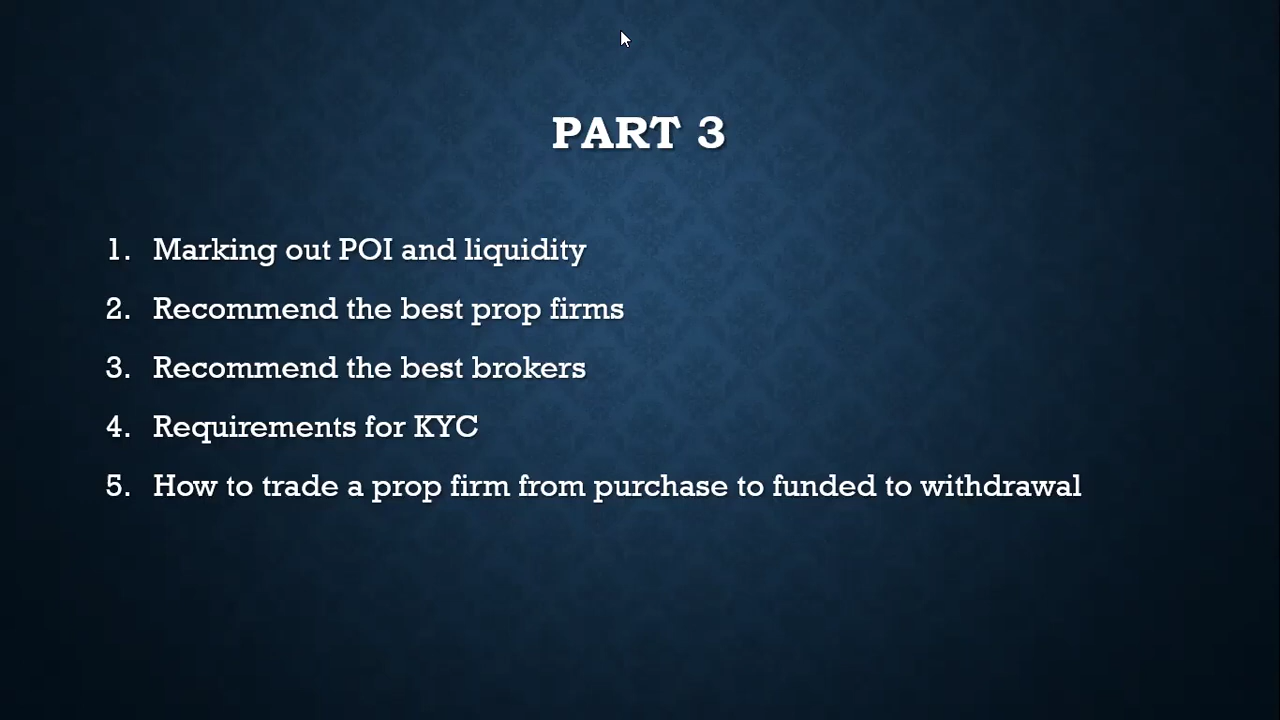 PART 3
1. Marking out POI and liquidity
2. Recommend the best prop firms
3. Recommend the best brokers
4. Requirements for KYC
5. How to trade a prop firm from purchase to funded to withdrawal